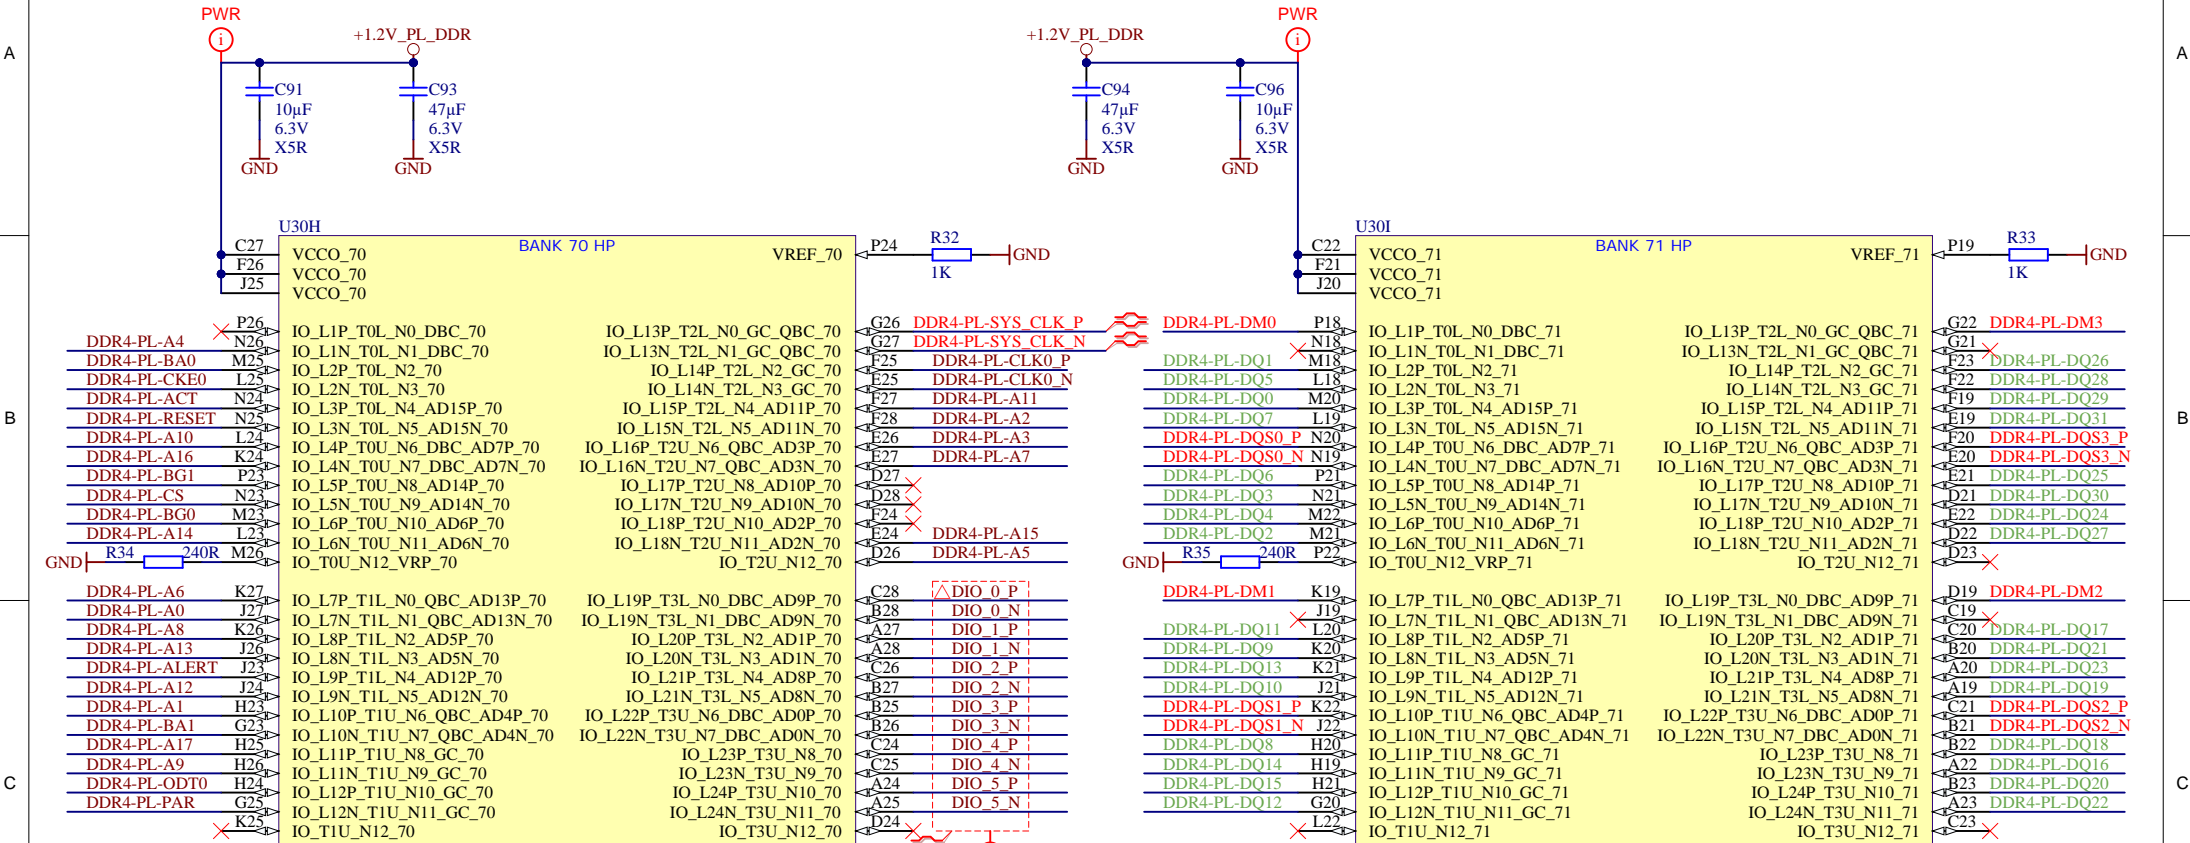 PWR
PWR
i
+1.2V_PL_DDR
+1.2V_PL_DDR
i
A
A
C91
10µF
6.3V
X5R
GND
C93
47µF
6.3V
X5R
GND
C94
47µF
6.3V
X5R
GND
C96
10µF
6.3V
X5R
GND
U30H
BANK 70 HP
C27 VCCO_70
F26 VCCO_70
J25 VCCO_70
VREF_70 P24 R32 1K GND
P26 IO_L1P_T0L_N0_DBC_70
DDR4-PL-A4 N26 IO_L1N_T0L_N1_DBC_70
DDR4-PL-BA0 M25 IO_L2P_T0L_N2_70
DDR4-PL-CKE0 L25 IO_L2N_T0L_N3_70
DDR4-PL-ACT N24 IO_L3P_T0L_N4_AD15P_70
DDR4-PL-RESET N25 IO_L3N_T0L_N5_AD15N_70
DDR4-PL-A10 L24 IO_L4P_T0U_N6_DBC_AD7P_70
DDR4-PL-A16 K24 IO_L4N_T0U_N7_DBC_AD7N_70
DDR4-PL-BG1 P23 IO_L5P_T0U_N8_AD14P_70
DDR4-PL-CS N23 IO_L5N_T0U_N9_AD14N_70
DDR4-PL-BG0 M23 IO_L6P_T0U_N10_AD6P_70
DDR4-PL-A14 L23 IO_L6N_T0U_N11_AD6N_70
GND R34 240R M26 IO_T0U_N12_VRP_70
DDR4-PL-A6 K27 IO_L7P_T1L_N0_QBC_AD13P_70
DDR4-PL-A0 J27 IO_L7N_T1L_N1_QBC_AD13N_70
DDR4-PL-A8 K26 IO_L8P_T1L_N2_AD5P_70
DDR4-PL-A13 J26 IO_L8N_T1L_N3_AD5N_70
DDR4-PL-ALERT J23 IO_L9P_T1L_N4_AD12P_70
DDR4-PL-A12 J24 IO_L9N_T1L_N5_AD12N_70
DDR4-PL-A1 H23 IO_L10P_T1U_N6_QBC_AD4P_70
DDR4-PL-BA1 G23 IO_L10N_T1U_N7_QBC_AD4N_70
DDR4-PL-A17 H25 IO_L11P_T1U_N8_GC_70
DDR4-PL-A9 H26 IO_L11N_T1U_N9_GC_70
DDR4-PL-ODT0 H24 IO_L12P_T1U_N10_GC_70
DDR4-PL-PAR G25 IO_L12N_T1U_N11_GC_70
K25 IO_T1U_N12_70
IO_L13P_T2L_N0_GC_QBC_70 G26 DDR4-PL-SYS_CLK_P
IO_L13N_T2L_N1_GC_QBC_70 G27 DDR4-PL-SYS_CLK_N
IO_L14P_T2L_N2_GC_70 F25 DDR4-PL-CLK0_P
IO_L14N_T2L_N3_GC_70 E25 DDR4-PL-CLK0_N
IO_L15P_T2L_N4_AD11P_70 F27 DDR4-PL-A11
IO_L15N_T2L_N5_AD11N_70 F28 DDR4-PL-A2
IO_L16P_T2U_N6_QBC_AD3P_70 E26 DDR4-PL-A3
IO_L16N_T2U_N7_QBC_AD3N_70 E27 DDR4-PL-A7
IO_L17P_T2U_N8_AD10P_70 D27
IO_L17N_T2U_N9_AD10N_70 D28
IO_L18P_T2U_N10_AD2P_70 F24
IO_L18N_T2U_N11_AD2N_70 E24 DDR4-PL-A15
IO_T2U_N12_70 D26 DDR4-PL-A5
IO_L19P_T3L_N0_DBC_AD9P_70 C28 DIO_0_P
IO_L19N_T3L_N1_DBC_AD9N_70 B28 DIO_0_N
IO_L20P_T3L_N2_AD1P_70 A27 DIO_1_P
IO_L20N_T3L_N3_AD1N_70 A28 DIO_1_N
IO_L21P_T3L_N4_AD8P_70 C26 DIO_2_P
IO_L21N_T3L_N5_AD8N_70 B27 DIO_2_N
IO_L22P_T3U_N6_DBC_AD0P_70 B25 DIO_3_P
IO_L22N_T3U_N7_DBC_AD0N_70 B26 DIO_3_N
IO_L23P_T3U_N8_70 C24 DIO_4_P
IO_L23N_T3U_N9_70 C25 DIO_4_N
IO_L24P_T3U_N10_70 A24 DIO_5_P
IO_L24N_T3U_N11_70 A25 DIO_5_N
IO_T3U_N12_70 D24
U30I
BANK 71 HP
C22 VCCO_71
F21 VCCO_71
J20 VCCO_71
VREF_71 P19 R33 1K GND
DDR4-PL-DM0 P18 IO_L1P_T0L_N0_DBC_71
N18 IO_L1N_T0L_N1_DBC_71
DDR4-PL-DQ1 M18 IO_L2P_T0L_N2_71
DDR4-PL-DQ5 L18 IO_L2N_T0L_N3_71
DDR4-PL-DQ0 M20 IO_L3P_T0L_N4_AD15P_71
DDR4-PL-DQ7 L19 IO_L3N_T0L_N5_AD15N_71
DDR4-PL-DQS0_P N20 IO_L4P_T0U_N6_DBC_AD7P_71
DDR4-PL-DQS0_N N19 IO_L4N_T0U_N7_DBC_AD7N_71
DDR4-PL-DQ6 P21 IO_L5P_T0U_N8_AD14P_71
DDR4-PL-DQ3 N21 IO_L5N_T0U_N9_AD14N_71
DDR4-PL-DQ4 M22 IO_L6P_T0U_N10_AD6P_71
DDR4-PL-DQ2 M21 IO_L6N_T0U_N11_AD6N_71
GND R35 240R P22 IO_T0U_N12_VRP_71
DDR4-PL-DM1 K19 IO_L7P_T1L_N0_QBC_AD13P_71
J19 IO_L7N_T1L_N1_QBC_AD13N_71
DDR4-PL-DQ11 L20 IO_L8P_T1L_N2_AD5P_71
DDR4-PL-DQ9 K20 IO_L8N_T1L_N3_AD5N_71
DDR4-PL-DQ13 K21 IO_L9P_T1L_N4_AD12P_71
DDR4-PL-DQ10 J21 IO_L9N_T1L_N5_AD12N_71
DDR4-PL-DQS1_P K22 IO_L10P_T1U_N6_QBC_AD4P_71
DDR4-PL-DQS1_N J22 IO_L10N_T1U_N7_QBC_AD4N_71
DDR4-PL-DQ8 H20 IO_L11P_T1U_N8_GC_71
DDR4-PL-DQ14 H19 IO_L11N_T1U_N9_GC_71
DDR4-PL-DQ15 H21 IO_L12P_T1U_N10_GC_71
DDR4-PL-DQ12 G20 IO_L12N_T1U_N11_GC_71
L22 IO_T1U_N12_71
IO_L13P_T2L_N0_GC_QBC_71 G22 DDR4-PL-DM3
IO_L13N_T2L_N1_GC_QBC_71 G21
IO_L14P_T2L_N2_GC_71 F23 DDR4-PL-DQ26
IO_L14N_T2L_N3_GC_71 F22 DDR4-PL-DQ28
IO_L15P_T2L_N4_AD11P_71 F19 DDR4-PL-DQ29
IO_L15N_T2L_N5_AD11N_71 E19 DDR4-PL-DQ31
IO_L16P_T2U_N6_QBC_AD3P_71 F20 DDR4-PL-DQS3_P
IO_L16N_T2U_N7_QBC_AD3N_71 E20 DDR4-PL-DQS3_N
IO_L17P_T2U_N8_AD10P_71 E21 DDR4-PL-DQ25
IO_L17N_T2U_N9_AD10N_71 D21 DDR4-PL-DQ30
IO_L18P_T2U_N10_AD2P_71 E22 DDR4-PL-DQ24
IO_L18N_T2U_N11_AD2N_71 D22 DDR4-PL-DQ27
IO_T2U_N12_71 D23
IO_L19P_T3L_N0_DBC_AD9P_71 D19 DDR4-PL-DM2
IO_L19N_T3L_N1_DBC_AD9N_71 C19
IO_L20P_T3L_N2_AD1P_71 C20 DDR4-PL-DQ17
IO_L20N_T3L_N3_AD1N_71 B20 DDR4-PL-DQ21
IO_L21P_T3L_N4_AD8P_71 A20 DDR4-PL-DQ23
IO_L21N_T3L_N5_AD8N_71 A19 DDR4-PL-DQ19
IO_L22P_T3U_N6_DBC_AD0P_71 C21 DDR4-PL-DQS2_P
IO_L22N_T3U_N7_DBC_AD0N_71 B21 DDR4-PL-DQS2_N
IO_L23P_T3U_N8_71 B22 DDR4-PL-DQ18
IO_L23N_T3U_N9_71 A22 DDR4-PL-DQ16
IO_L24P_T3U_N10_71 B23 DDR4-PL-DQ20
IO_L24N_T3U_N11_71 A23 DDR4-PL-DQ22
IO_T3U_N12_71 C23
B
B
C
C